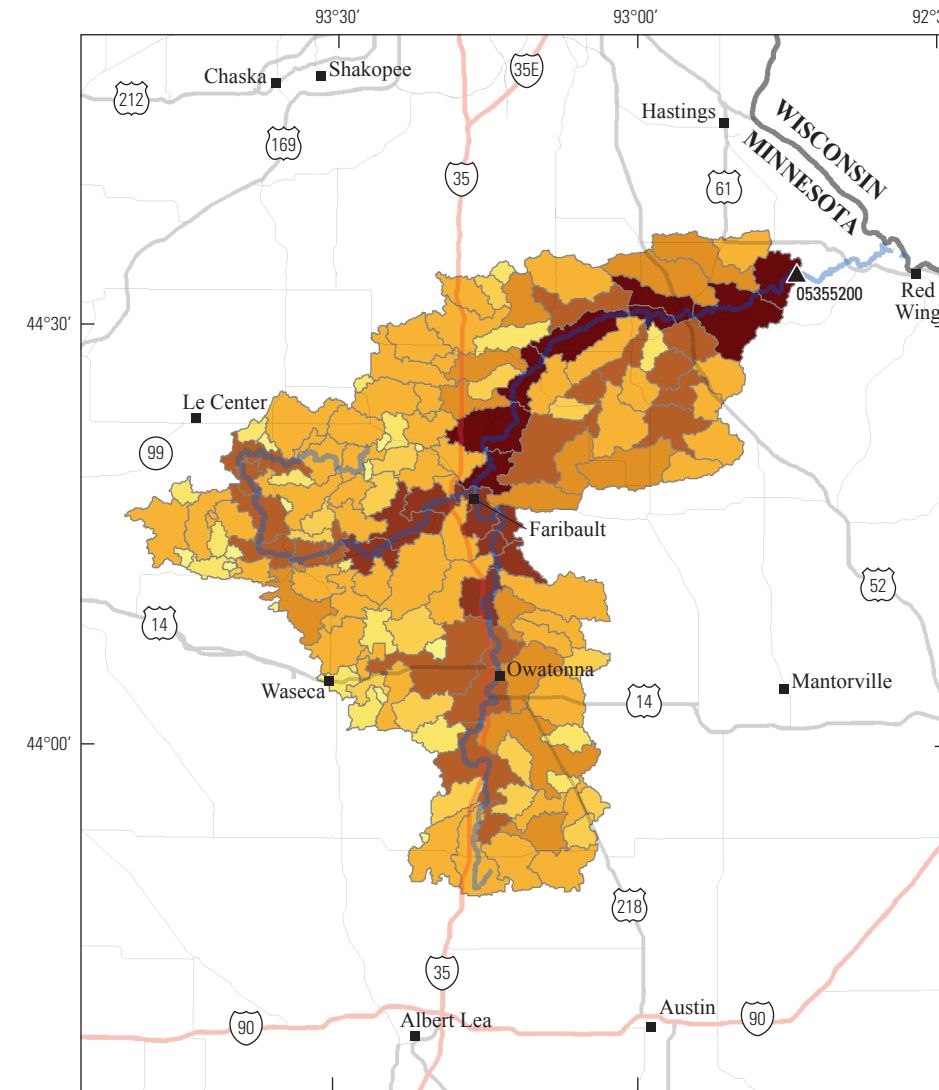 93°30'
93°00'
92°3
Chaska
Shakopee
35E
212
Hastings
169
WISCONSIN
MINNESOTA
35
61
05355200
Red
Wing
44°30'
Le Center
99
Faribault
52
14
Owatonna
Waseca
Mantorville
14
44°00'
218
35
Austin
90
Albert Lea
90